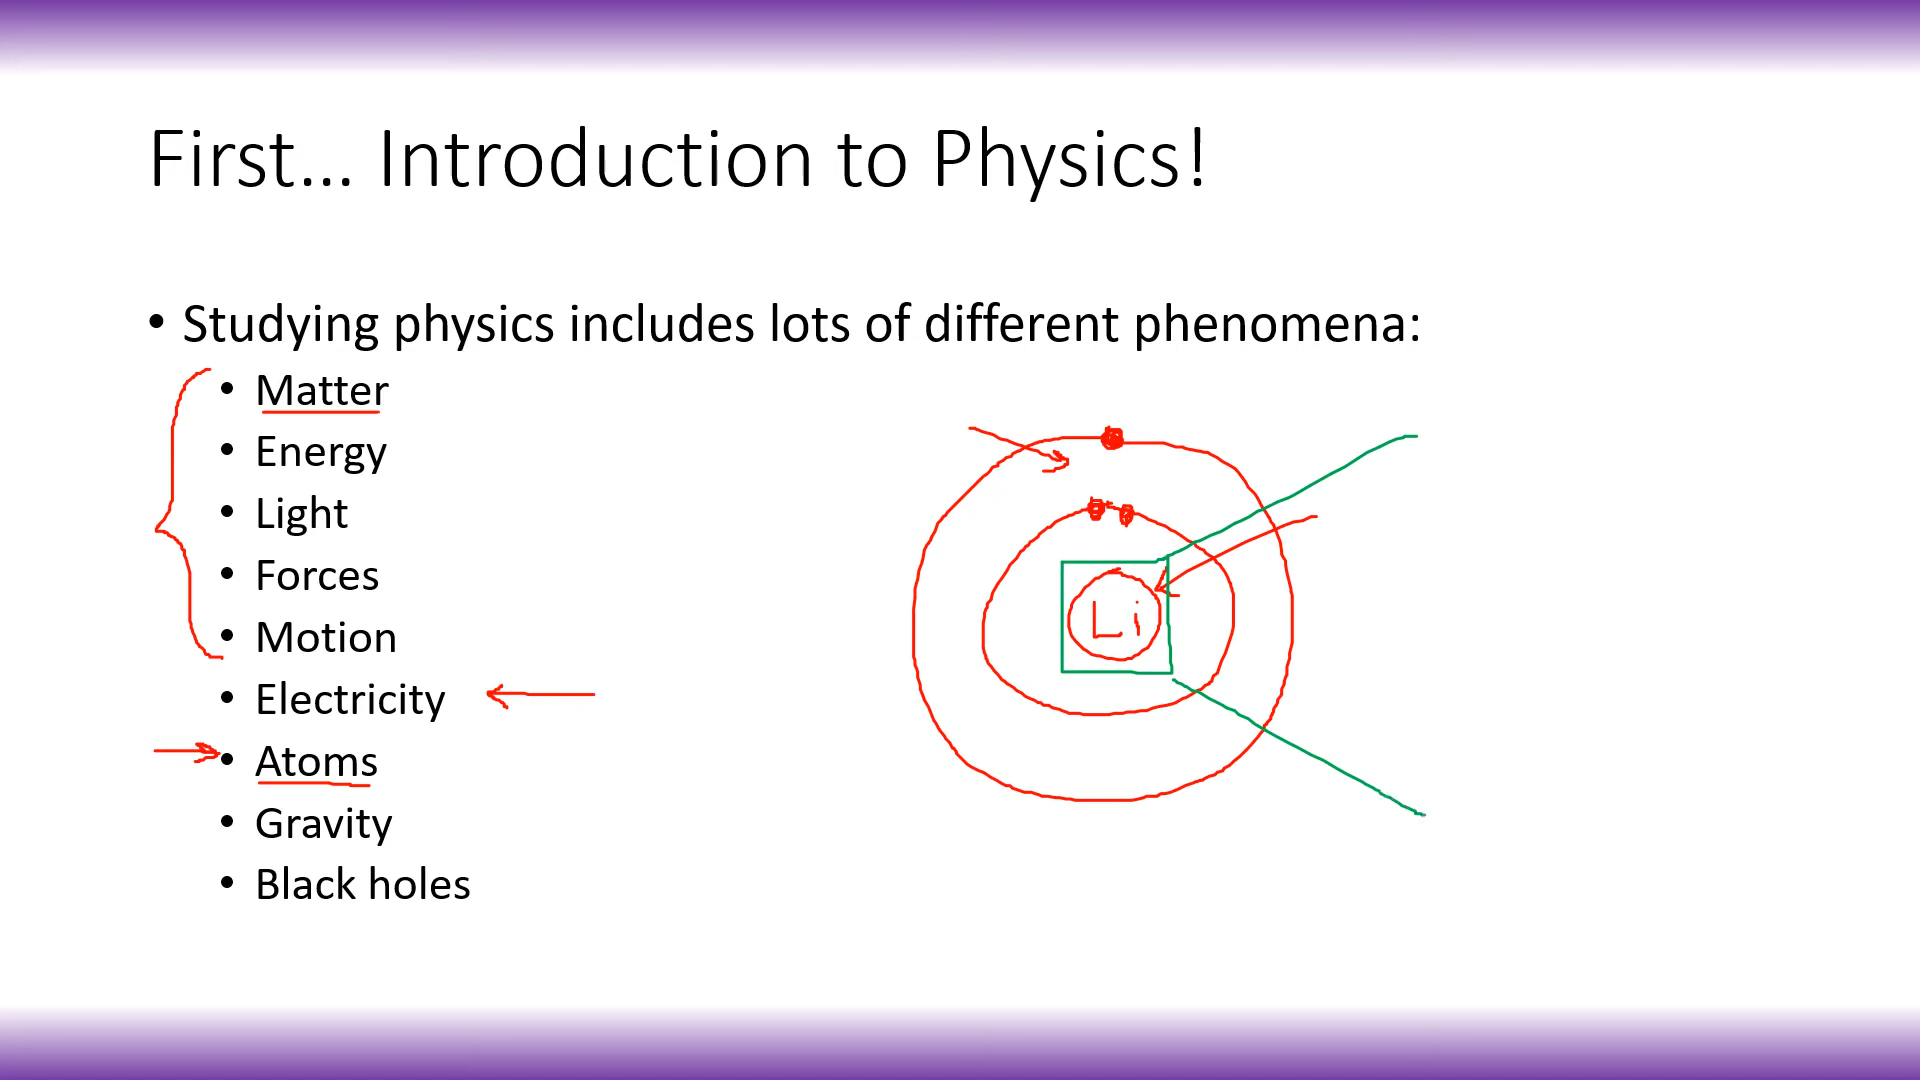 First... Introduction to Physics!
• Studying physics includes lots of different phenomena:
• Matter
• Energy
• Light
• Forces
• Motion
• Electricity
• Atoms
• Gravity
• Black holes
Li